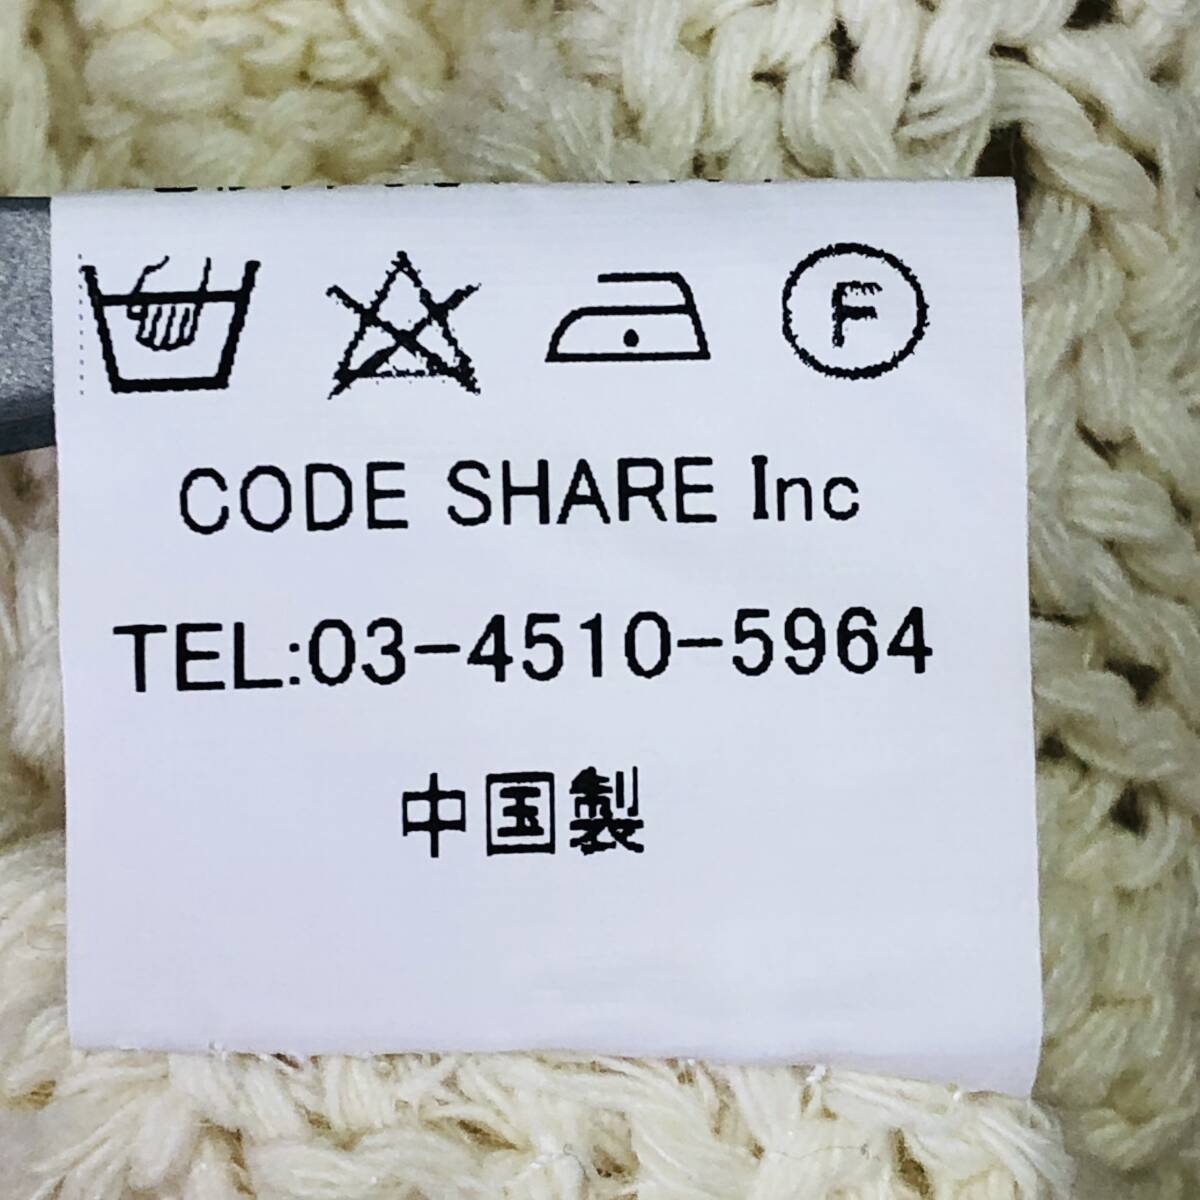 F
CODE SHARE Inc
TEL:03-4510-5964
中国製